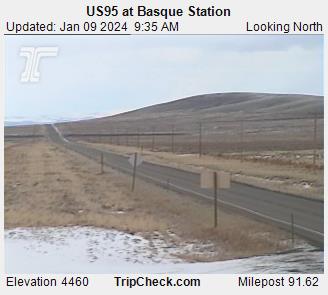 US95 at Basque Station
Updated: Jan 09 2024 9:35 AM Looking North
Elevation 4460 TripCheck.com Milepost 91.62